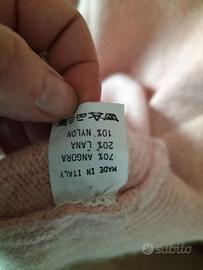 MADE IN ITALY
70% ANGORA
20% LANA
10% NYLON
subito